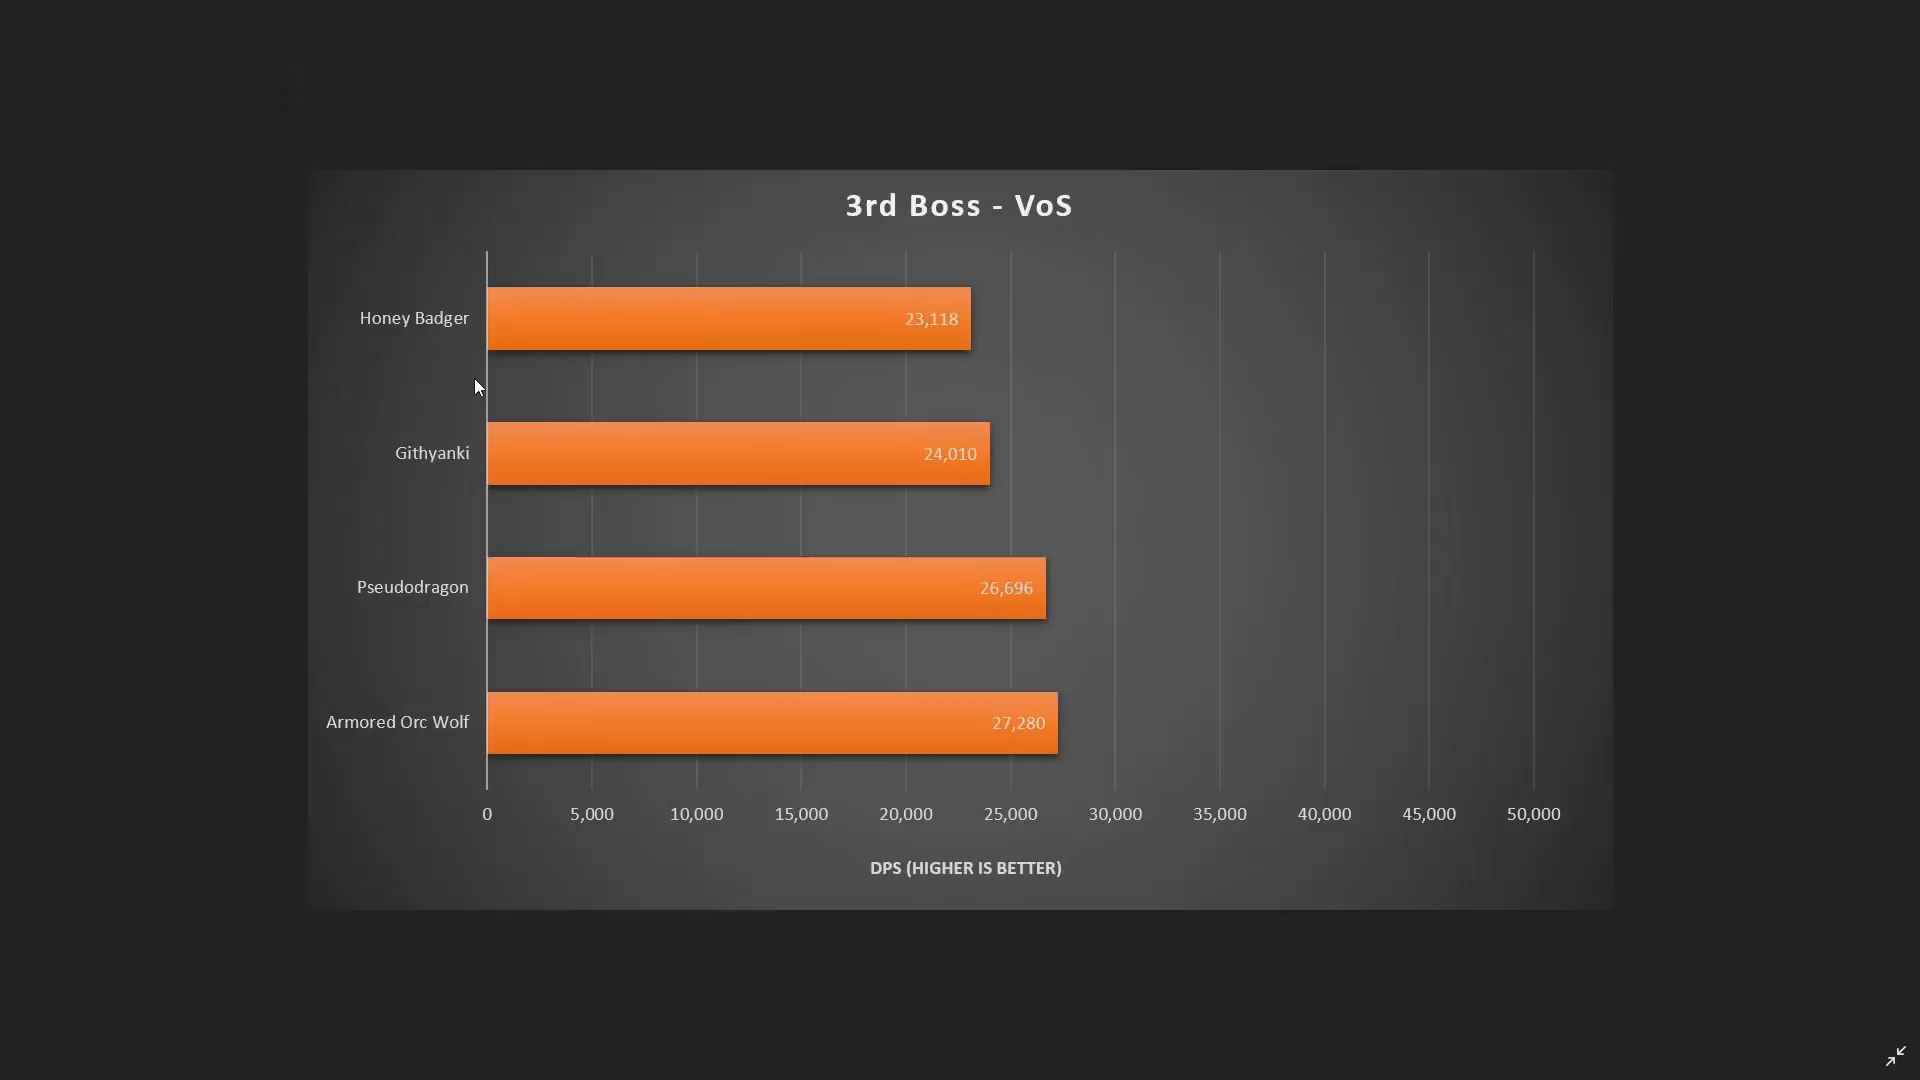 3rd Boss - VoS
Honey Badger
23,118
Githyanki
24,010
Pseudodragon
26,696
Armored Orc Wolf
27,280
0 5,000 10,000 15,000 20,000 25,000 30,000 35,000 40,000 45,000 50,000
DPS (HIGHER IS BETTER)